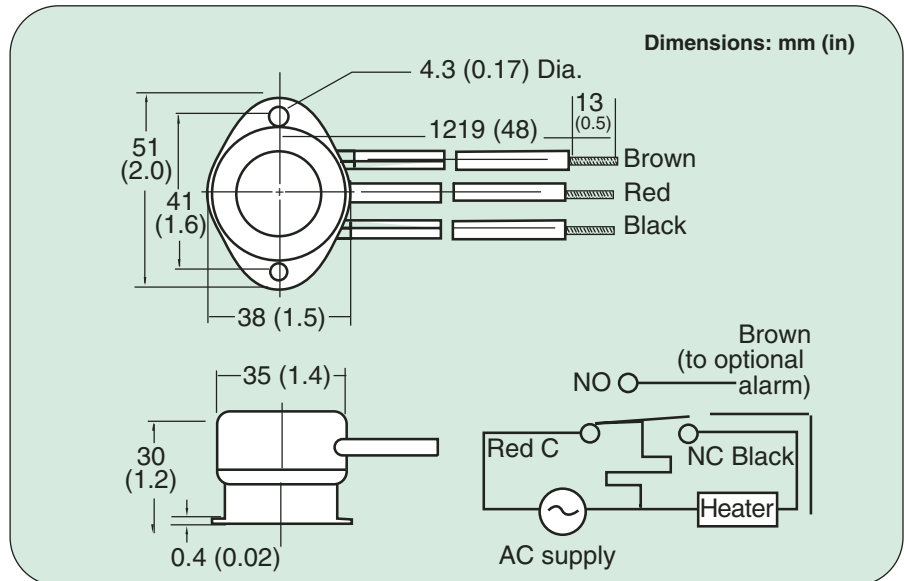 Dimensions: mm (in)
4.3 (0.17) Dia.
13
(0.5)
1219 (48)
51
(2.0)
41
(1.6)
Brown
Red
Black
38 (1.5)
35 (1.4)
30
(1.2)
0.4 (0.02)
Brown
(to optional
alarm)
NO
Red C
NC Black
Heater
AC supply